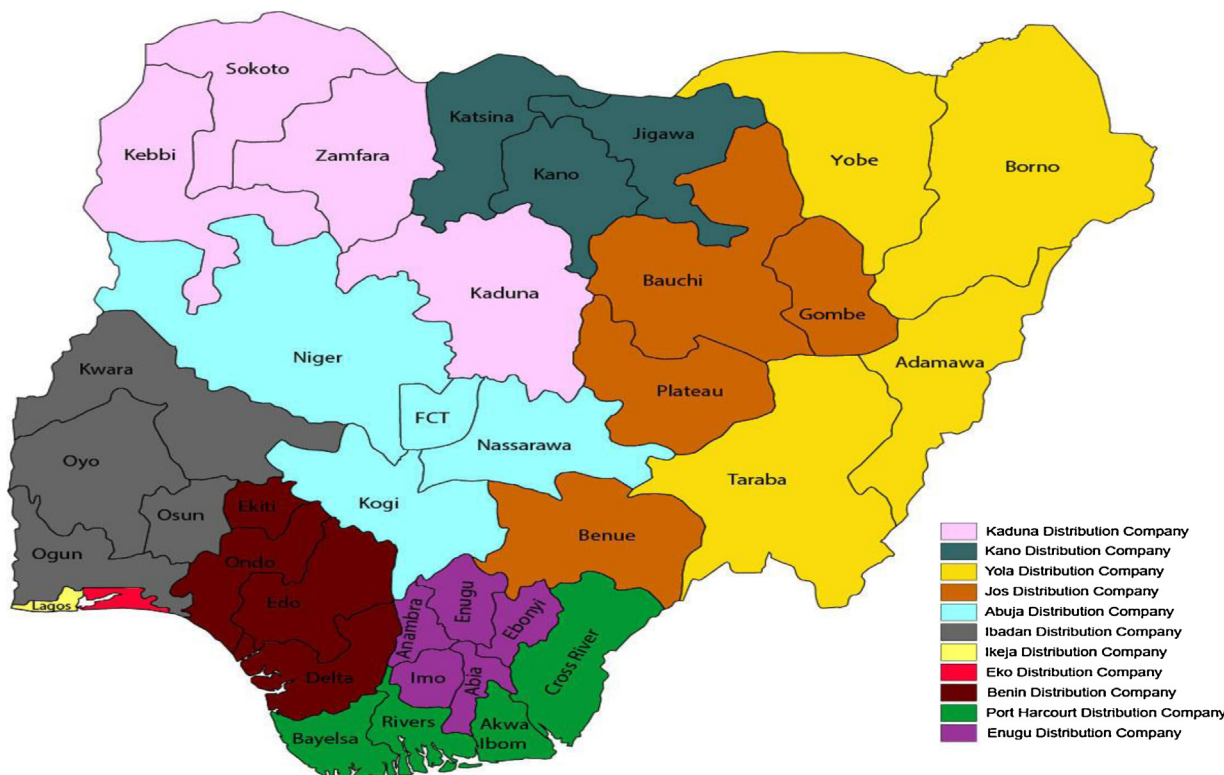 Sokoto
Kebbi
Zamfara
Katsina
Jigawa
Kano
Yobe
Borno
Kaduna
Bauchi
Gombe
Niger
Kwara
Adamawa
Plateau
FCT
Nassarawa
Oyo
Taraba
Kogi
Osun
Ekiti
Benue
Ogun
Ondo
Lagos
Edo
Anambra
Enugu
Ebonyi
Cross River
Delta
Imo
Abia
Bayelsa
Rivers
Akwa
Ibom
Kaduna Distribution Company
Kano Distribution Company
Yola Distribution Company
Jos Distribution Company
Abuja Distribution Company
Ibadan Distribution Company
Ikeja Distribution Company
Eko Distribution Company
Benin Distribution Company
Port Harcourt Distribution Company
Enugu Distribution Company